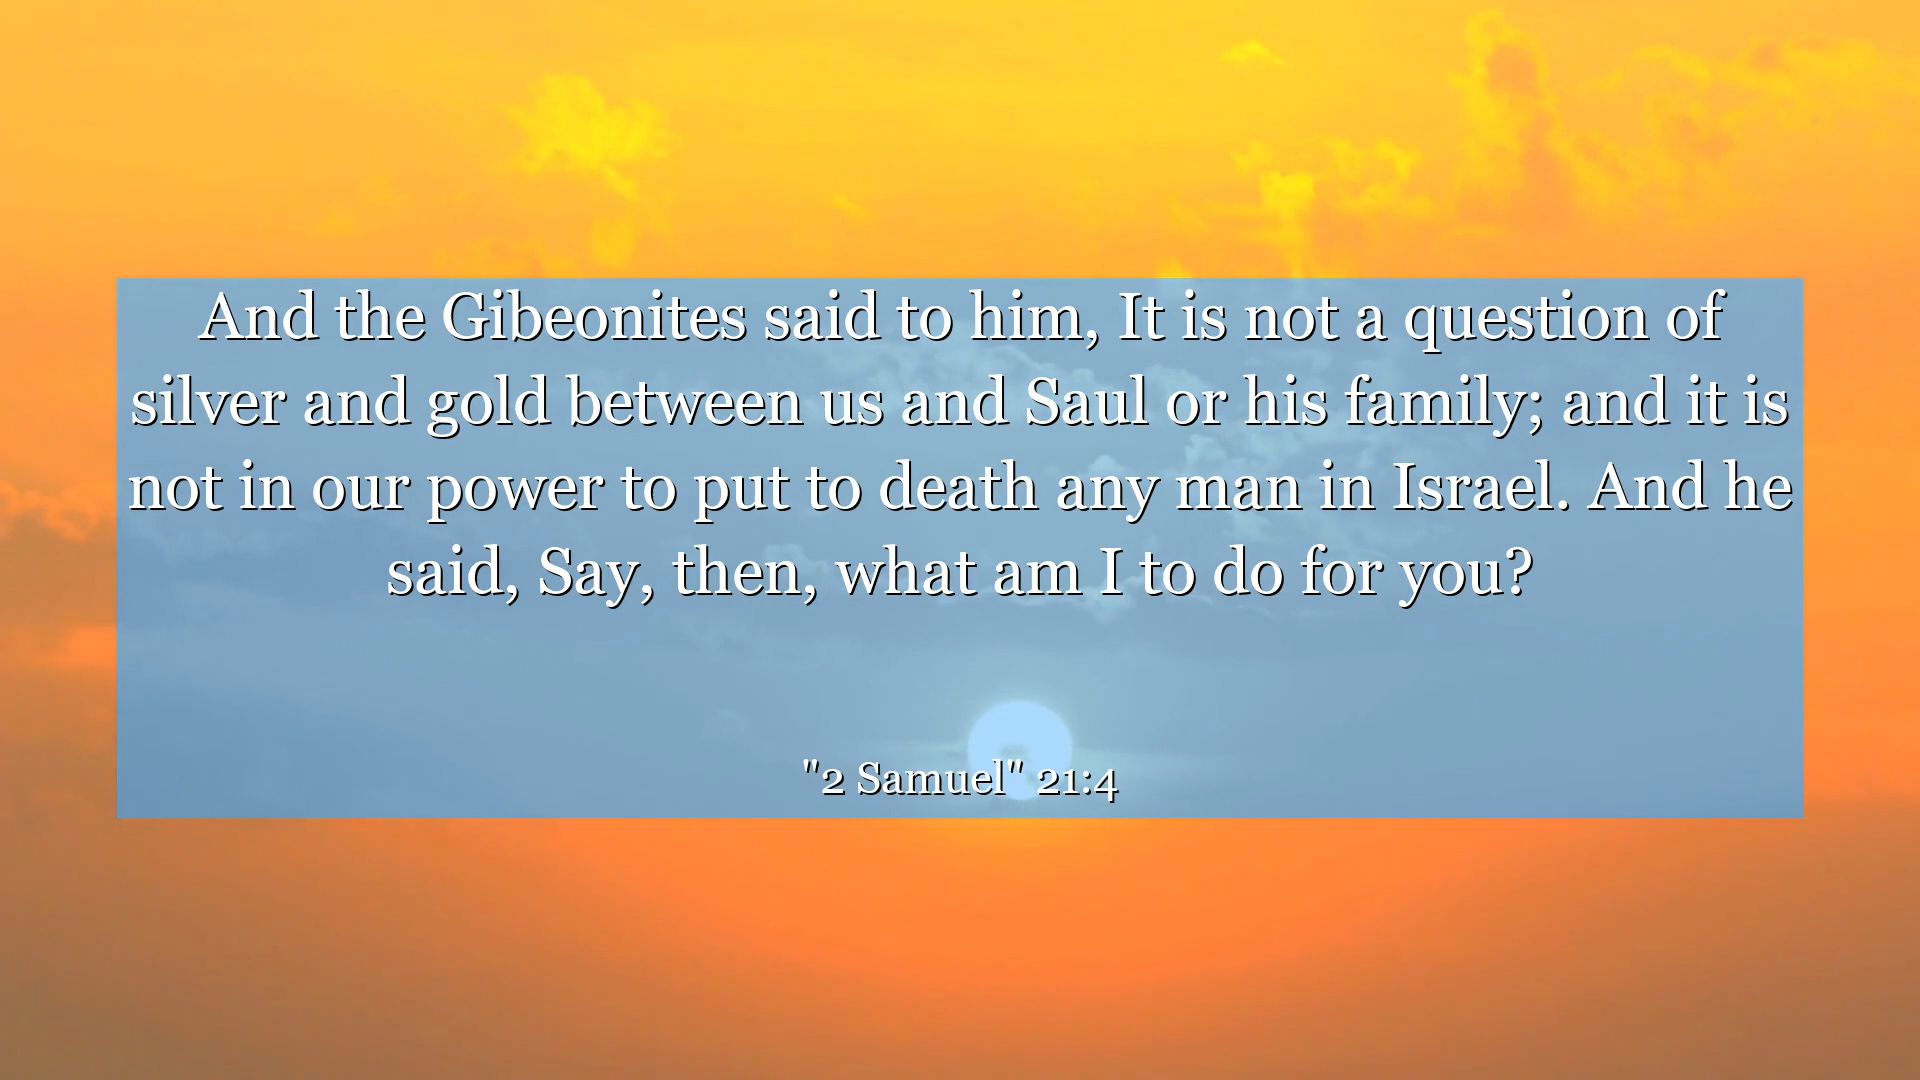 And the Gibeonites said to him, It is not a question of
silver and gold between us and Saul or his family; and it is
not in our power to put to death any man in Israel. And he
said, Say, then, what am I to do for you?
"2 Samuel" 21:4